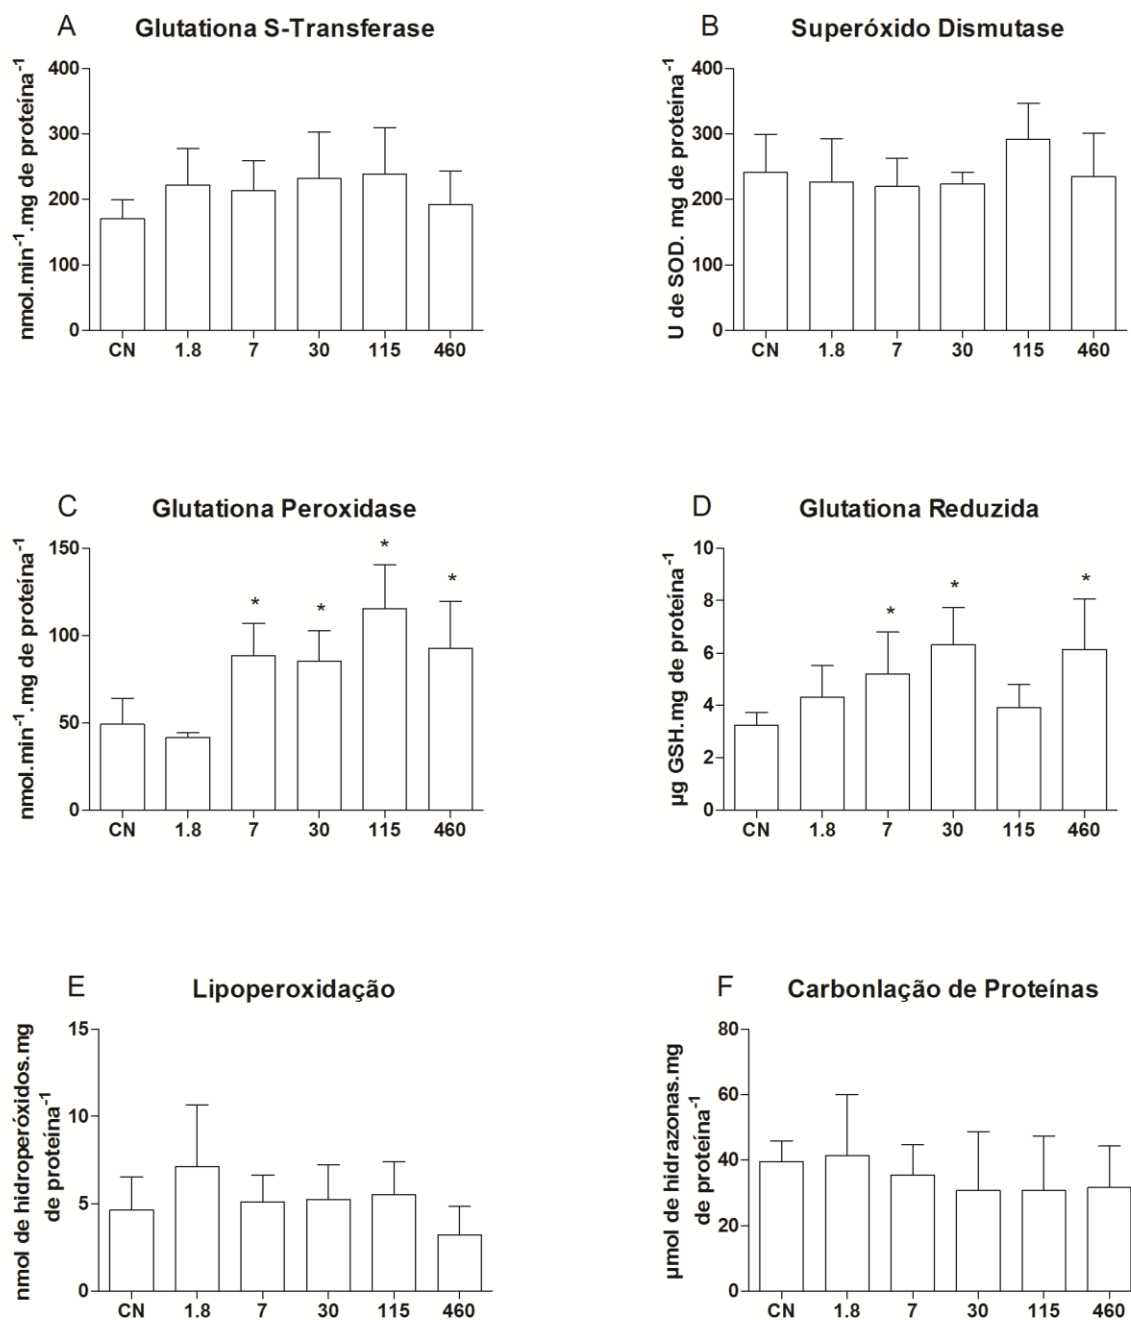 A Glutationa S-Transferase
nmol.min⁻¹.mg de proteína⁻¹
400
300
200
100
0
CN 1.8 7 30 115 460
B Superóxido Dismutase
U de SOD. mg de proteína⁻¹
400
300
200
100
0
CN 1.8 7 30 115 460
C Glutationa Peroxidase
nmol.min⁻¹.mg de proteína⁻¹
150
100
50
0
* * * *
CN 1.8 7 30 115 460
D Glutationa Reduzida
µg GSH.mg de proteína⁻¹
10
8
6
4
2
0
* * *
CN 1.8 7 30 115 460
E Lipoperoxidação
nmol de hidroperóxidos.mg
de proteína⁻¹
15
10
5
0
CN 1.8 7 30 115 460
F Carbonlação de Proteínas
µmol de hidrazonas.mg
de proteína⁻¹
80
60
40
20
0
CN 1.8 7 30 115 460